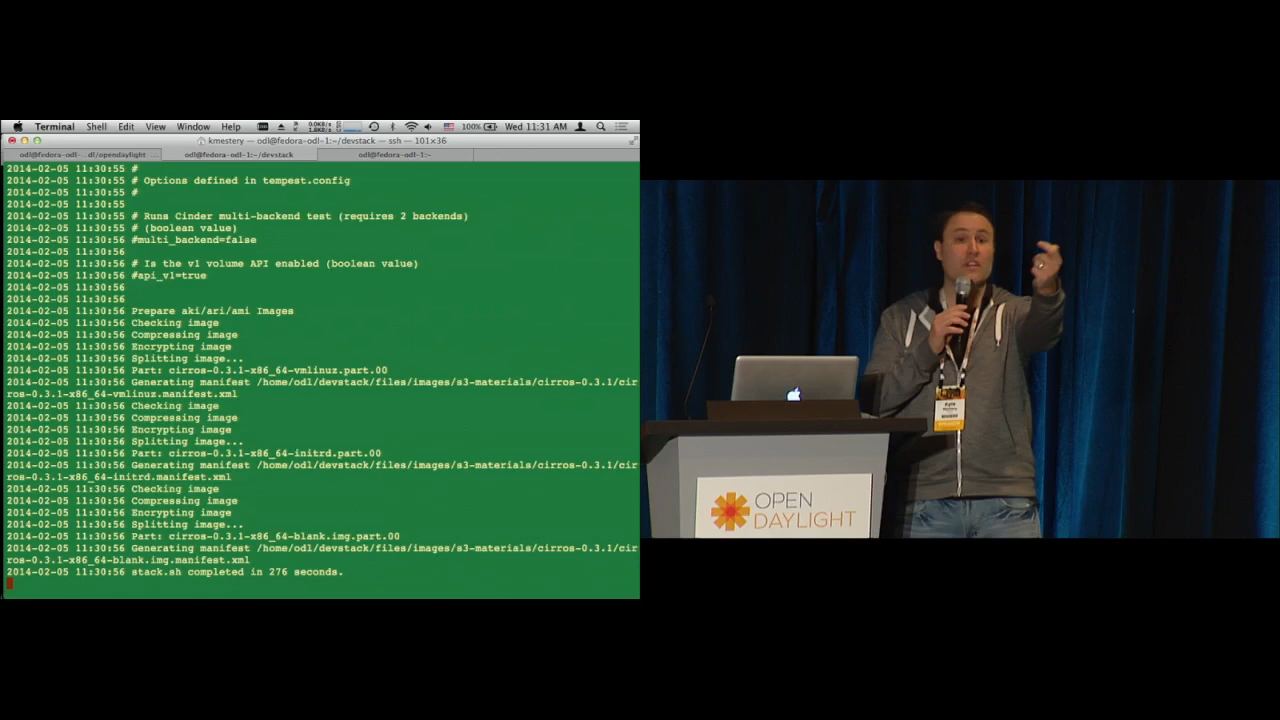 Terminal Shell Edit View Window Help 100% Wed 11:31 AM
kmestery — odl@fedora-odl-1:~/devstack — ssh — 101×36
odl@fedora-odl-...dl/opendaylight ... odl@fedora-odl-1:~/devstack odl@fedora-odl-1:~
2014-02-05 11:30:55 #
2014-02-05 11:30:55 # Options defined in tempest.config
2014-02-05 11:30:55 #
2014-02-05 11:30:55
2014-02-05 11:30:55 # Runs Cinder multi-backend test (requires 2 backends)
2014-02-05 11:30:55 # (boolean value)
2014-02-05 11:30:56 #multi_backend=false
2014-02-05 11:30:56
2014-02-05 11:30:56 # Is the v1 volume API enabled (boolean value)
2014-02-05 11:30:56 #api_v1=true
2014-02-05 11:30:56
2014-02-05 11:30:56
2014-02-05 11:30:56 Prepare aki/ari/ami Images
2014-02-05 11:30:56 Checking image
2014-02-05 11:30:56 Compressing image
2014-02-05 11:30:56 Encrypting image
2014-02-05 11:30:56 Splitting image...
2014-02-05 11:30:56 Part: cirros-0.3.1-x86_64-vmlinuz.part.00
2014-02-05 11:30:56 Generating manifest /home/odl/devstack/files/images/s3-materials/cirros-0.3.1/cir
ros-0.3.1-x86_64-vmlinuz.manifest.xml
2014-02-05 11:30:56 Checking image
2014-02-05 11:30:56 Compressing image
2014-02-05 11:30:56 Encrypting image
2014-02-05 11:30:56 Splitting image...
2014-02-05 11:30:56 Part: cirros-0.3.1-x86_64-initrd.part.00
2014-02-05 11:30:56 Generating manifest /home/odl/devstack/files/images/s3-materials/cirros-0.3.1/cir
ros-0.3.1-x86_64-initrd.manifest.xml
2014-02-05 11:30:56 Checking image
2014-02-05 11:30:56 Compressing image
2014-02-05 11:30:56 Encrypting image
2014-02-05 11:30:56 Splitting image...
2014-02-05 11:30:56 Part: cirros-0.3.1-x86_64-blank.img.part.00
2014-02-05 11:30:56 Generating manifest /home/odl/devstack/files/images/s3-materials/cirros-0.3.1/cir
ros-0.3.1-x86_64-blank.img.manifest.xml
2014-02-05 11:30:56 stack.sh completed in 276 seconds.
OPEN
DAYLIGHT